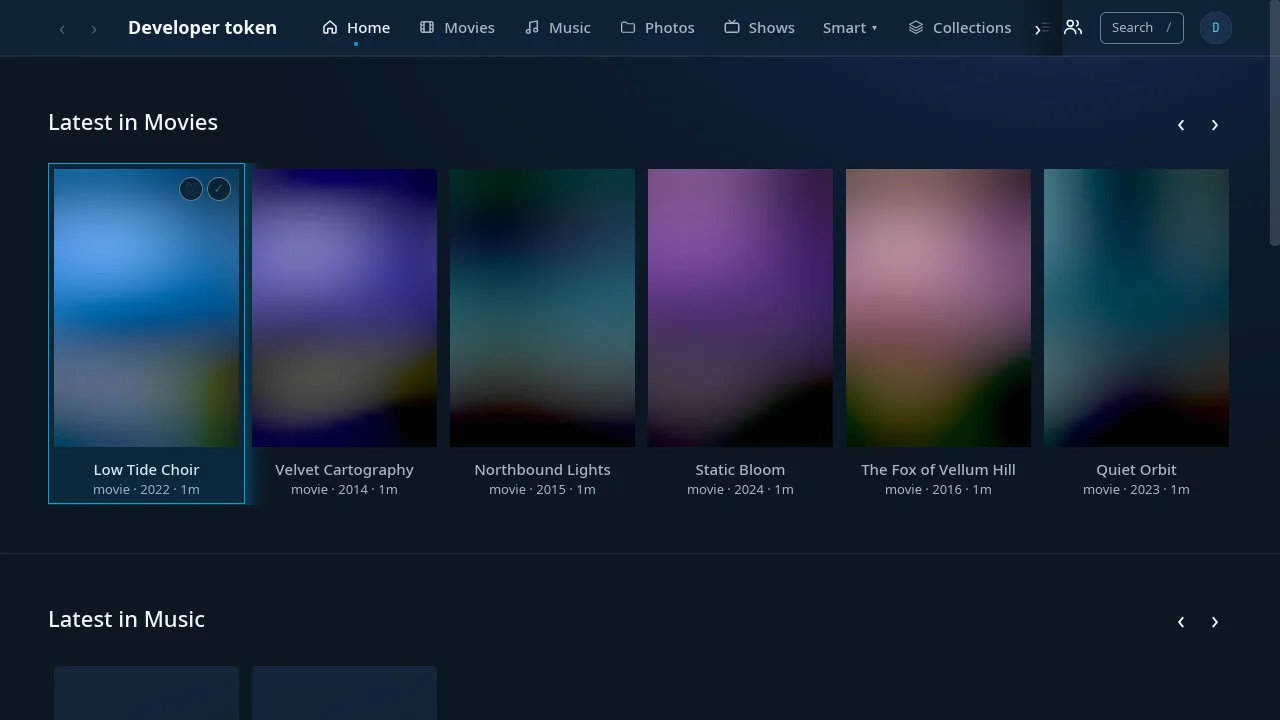 Developer token
Home
Movies
Music
Photos
Shows
Smart
Collections
Search /
D
Latest in Movies
Low Tide Choir
movie · 2022 · 1m
Velvet Cartography
movie · 2014 · 1m
Northbound Lights
movie · 2015 · 1m
Static Bloom
movie · 2024 · 1m
The Fox of Vellum Hill
movie · 2016 · 1m
Quiet Orbit
movie · 2023 · 1m
Latest in Music